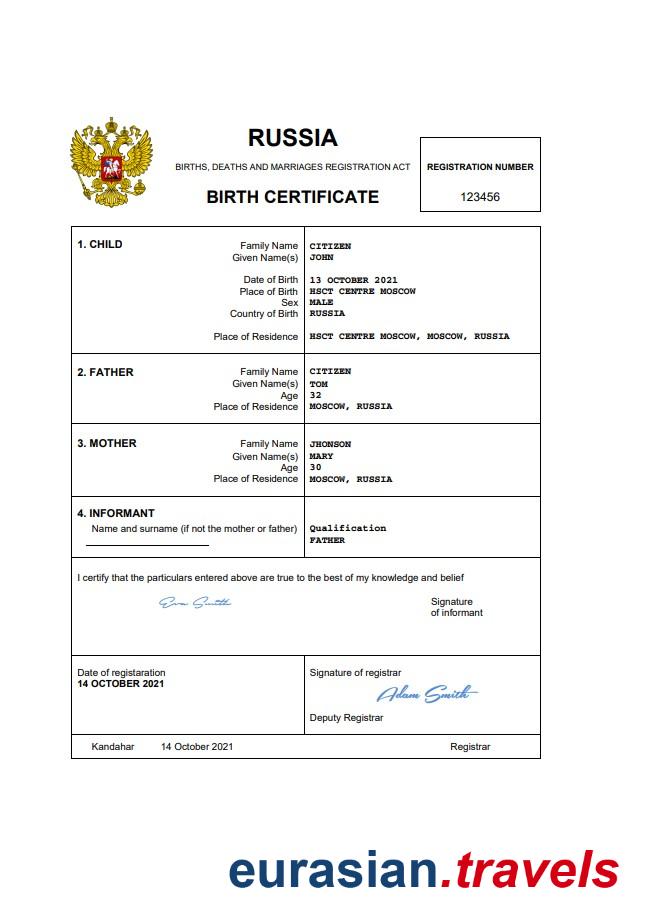 RUSSIA
BIRTHS, DEATHS AND MARRIAGES REGISTRATION ACT
BIRTH CERTIFICATE
REGISTRATION NUMBER
123456
1. CHILD
Family Name CITIZEN
Given Name(s) JOHN
Date of Birth 13 OCTOBER 2021
Place of Birth HSCT CENTRE MOSCOW
Sex MALE
Country of Birth RUSSIA
Place of Residence HSCT CENTRE MOSCOW, MOSCOW, RUSSIA
2. FATHER
Family Name CITIZEN
Given Name(s) TOM
Age 32
Place of Residence MOSCOW, RUSSIA
3. MOTHER
Family Name JHONSON
Given Name(s) MARY
Age 30
Place of Residence MOSCOW, RUSSIA
4. INFORMANT
Name and surname (if not the mother or father) Qualification
FATHER
I certify that the particulars entered above are true to the best of my knowledge and belief
Eva Smith
Signature
of informant
Date of registaration
14 OCTOBER 2021
Signature of registrar
Adam Smith
Deputy Registrar
Kandahar 14 October 2021 Registrar
eurasian.travels